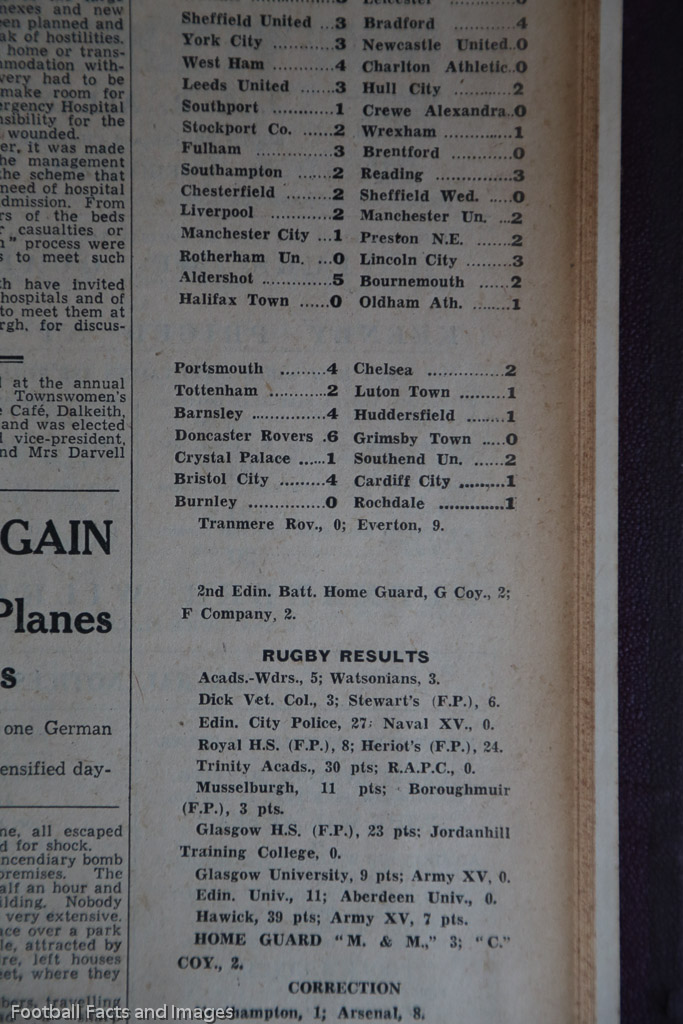 nexes and new
en planned and
ak of hostilities.
home or trans-
mmodation with-
very had to be
make room for
ergency Hospital
nsibility for the
wounded.
er, it was made
he management
the scheme that
need of hospital
dmission. From
rs of the beds
r casualties or
n" process were
s to meet such
th have invited
hospitals and of
to meet them at
rgh, for discus-
l at the annual
Townswomen's
Café, Dalkeith,
and was elected
l vice-president,
nd Mrs Darvell
GAIN
Planes
s
one German
ensified day-
ne, all escaped
d for shock.
incendiary bomb
premises. The
alf an hour and
ilding. Nobody
very extensive.
ace over a park
le, attracted by
re, left houses
et, where they
bers, travelling
Sheffield United ...3 Bradford ............4
York City ............3 Newcastle United..0
West Ham ............4 Charlton Athletic..0
Leeds United ........3 Hull City ............2
Southport ............1 Crewe Alexandra..0
Stockport Co. ......2 Wrexham .............1
Fulham ..............3 Brentford ............0
Southampton .......2 Reading ..............3
Chesterfield .........2 Sheffield Wed. .....0
Liverpool .............2 Manchester Un. ...2
Manchester City ...1 Preston N.E. .......2
Rotherham Un. ...0 Lincoln City .........3
Aldershot .............5 Bournemouth .......2
Halifax Town ......0 Oldham Ath. ........1
Portsmouth .........4 Chelsea ..............2
Tottenham ...........2 Luton Town .........1
Barnsley ..............4 Huddersfield ........1
Doncaster Rovers .6 Grimsby Town .....0
Crystal Palace ......1 Southend Un. ......2
Bristol City .........4 Cardiff City .........1
Burnley ..............0 Rochdale .............1
Tranmere Rov., 0; Everton, 9.
2nd Edin. Batt. Home Guard, G Coy., 2;
F Company, 2.
RUGBY RESULTS
Acads.-Wdrs., 5; Watsonians, 3.
Dick Vet. Col., 3; Stewart's (F.P.), 6.
Edin. City Police, 27; Naval XV., 0.
Royal H.S. (F.P.), 8; Heriot's (F.P.), 24.
Trinity Acads., 30 pts; R.A.P.C., 0.
Musselburgh, 11 pts; Boroughmuir
(F.P.), 3 pts.
Glasgow H.S. (F.P.), 23 pts; Jordanhill
Training College, 0.
Glasgow University, 9 pts; Army XV, 0.
Edin. Univ., 11; Aberdeen Univ., 0.
Hawick, 39 pts; Army XV, 7 pts.
HOME GUARD "M. & M.," 3; "C."
COY., 2.
CORRECTION
hampton, 1; Arsenal, 8.
Football Facts and Images